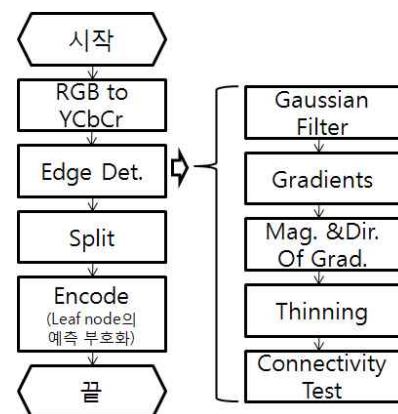 시작
RGB to
YCbCr
Edge Det.
Split
Encode
(Leaf node의
예측 부호화)
끝
Gaussian
Filter
Gradients
Mag. &Dir.
Of Grad.
Thinning
Connectivity
Test